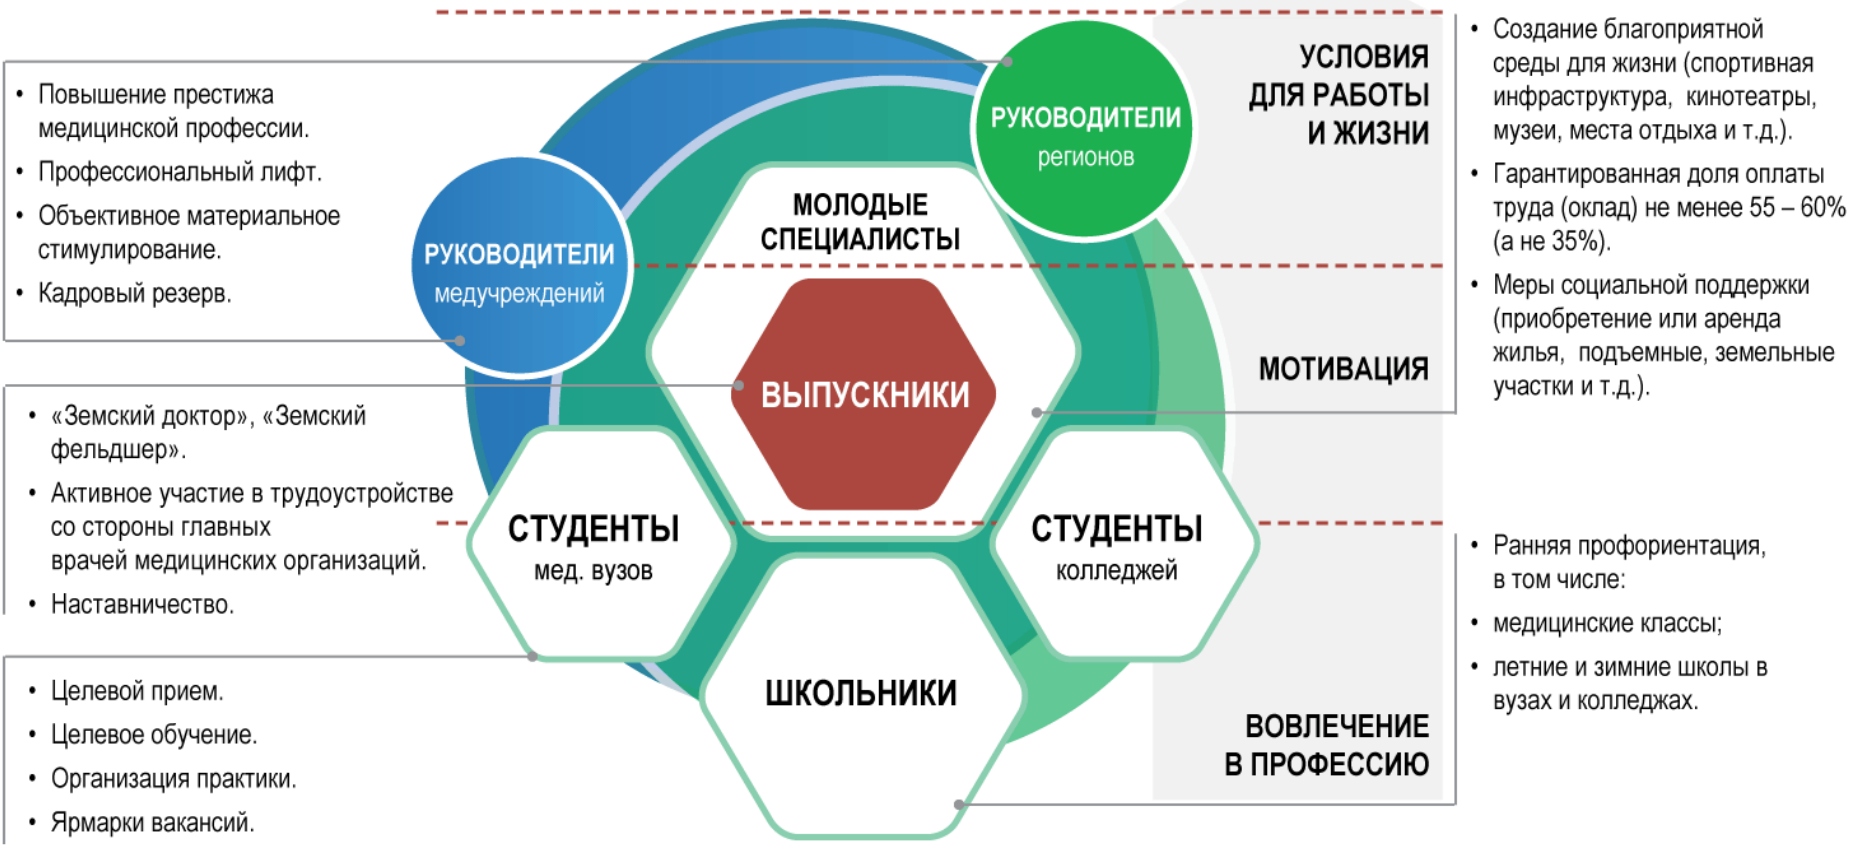 • Повышение престижа
медицинской профессии.
• Профессиональный лифт.
• Объективное материальное
стимулирование.
• Кадровый резерв.
• «Земский доктор», «Земский
фельдшер».
• Активное участие в трудоустройстве
со стороны главных
врачей медицинских организаций.
• Наставничество.
• Целевой прием.
• Целевое обучение.
• Организация практики.
• Ярмарки вакансий.
РУКОВОДИТЕЛИ
медучреждений
РУКОВОДИТЕЛИ
регионов
МОЛОДЫЕ
СПЕЦИАЛИСТЫ
ВЫПУСКНИКИ
СТУДЕНТЫ
мед. вузов
СТУДЕНТЫ
колледжей
ШКОЛЬНИКИ
УСЛОВИЯ
ДЛЯ РАБОТЫ
И ЖИЗНИ
МОТИВАЦИЯ
ВОВЛЕЧЕНИЕ
В ПРОФЕССИЮ
• Создание благоприятной
среды для жизни (спортивная
инфраструктура, кинотеатры,
музеи, места отдыха и т.д.).
• Гарантированная доля оплаты
труда (оклад) не менее 55 – 60%
(а не 35%).
• Меры социальной поддержки
(приобретение или аренда
жилья, подъемные, земельные
участки и т.д.).
• Ранняя профориентация,
в том числе:
• медицинские классы;
• летние и зимние школы в
вузах и колледжах.